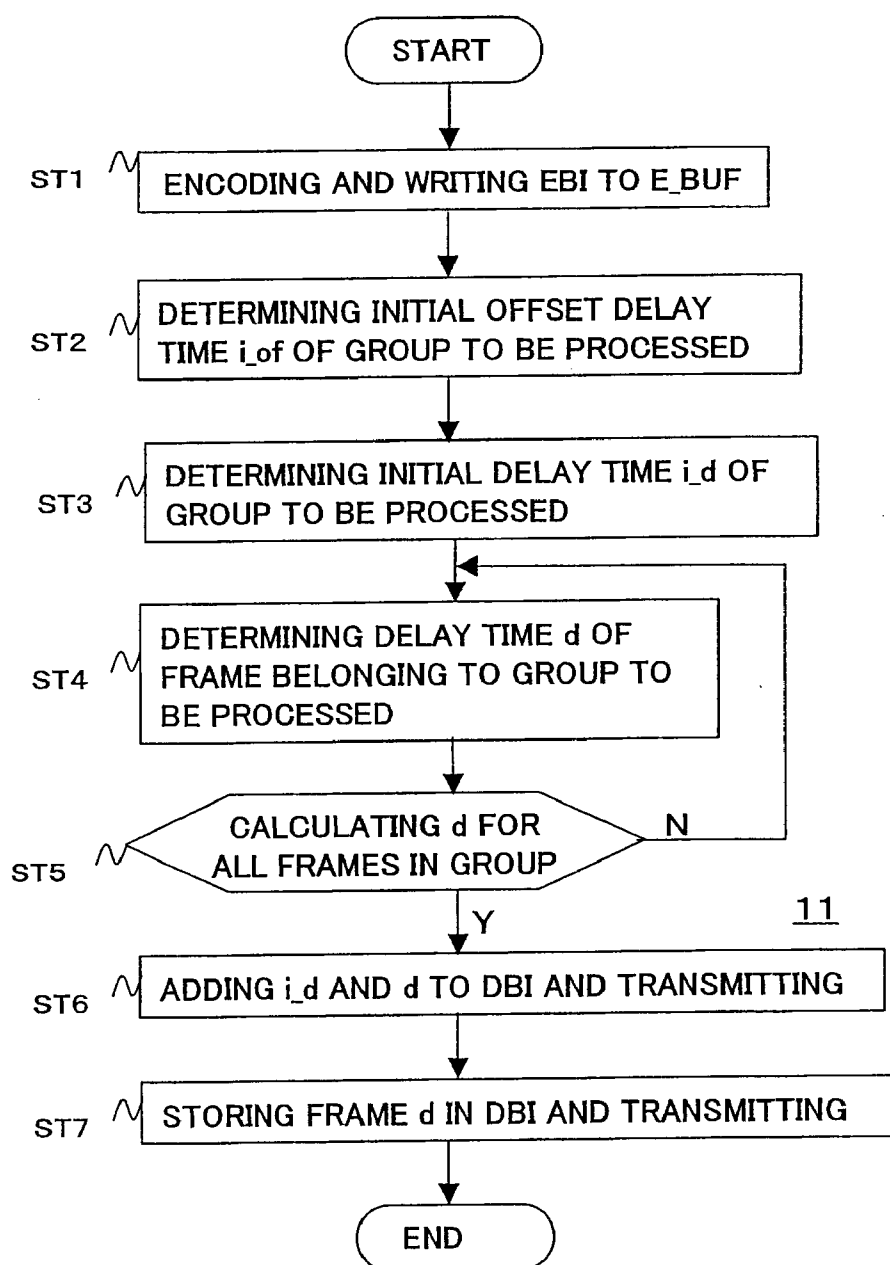 START
ST1
ENCODING AND WRITING EBI TO E_BUF
ST2
DETERMINING INITIAL OFFSET DELAY
TIME i_of OF GROUP TO BE PROCESSED
ST3
DETERMINING INITIAL DELAY TIME i_d OF
GROUP TO BE PROCESSED
ST4
DETERMINING DELAY TIME d OF
FRAME BELONGING TO GROUP TO
BE PROCESSED
ST5
CALCULATING d FOR
ALL FRAMES IN GROUP
N
Y
11
ST6
ADDING i_d AND d TO DBI AND TRANSMITTING
ST7
STORING FRAME d IN DBI AND TRANSMITTING
END